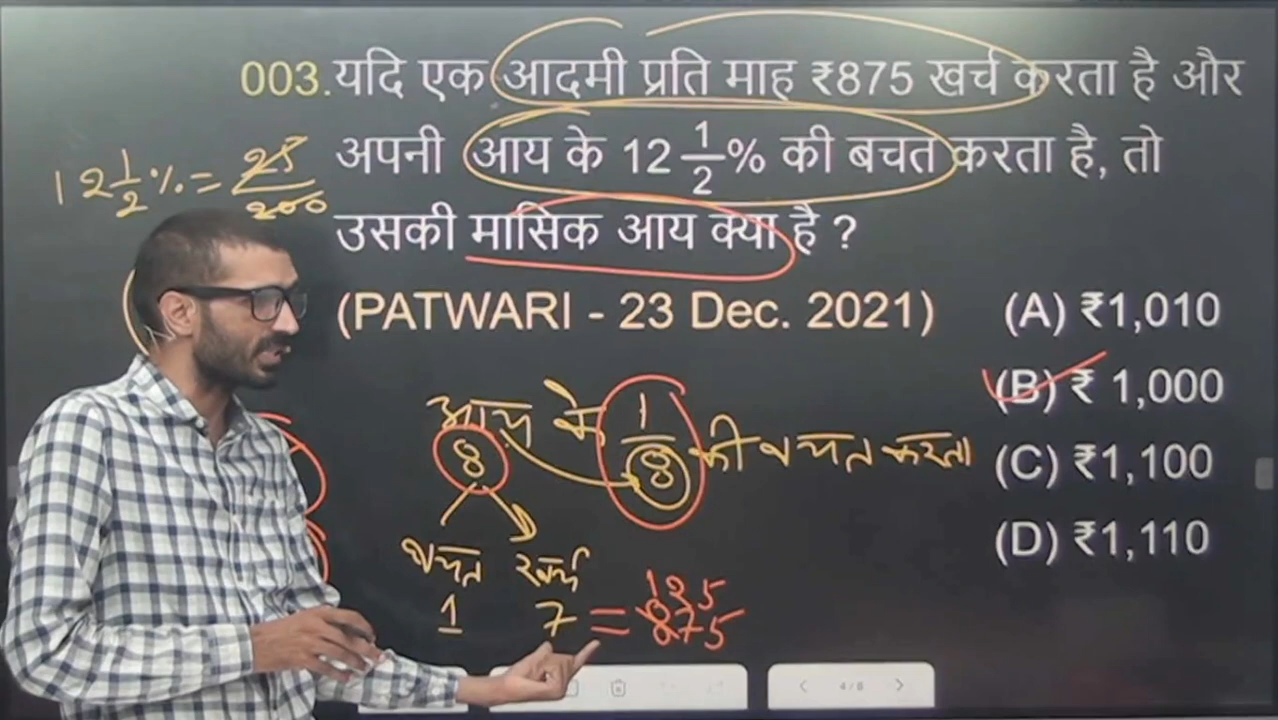 003.यदि एक आदमी प्रति माह ₹875 खर्च करता है और
अपनी आय के 12 1/2% की बचत करता है, तो
उसकी मासिक आय क्या है ?
(PATWARI - 23 Dec. 2021)
(A) ₹1,010
(B) ₹ 1,000
(C) ₹1,100
(D) ₹1,110
12 1/2 % = 25/200
आय के 1/8 की बचत करता
8
बचत खर्च
1 7 = 875
125
4/8